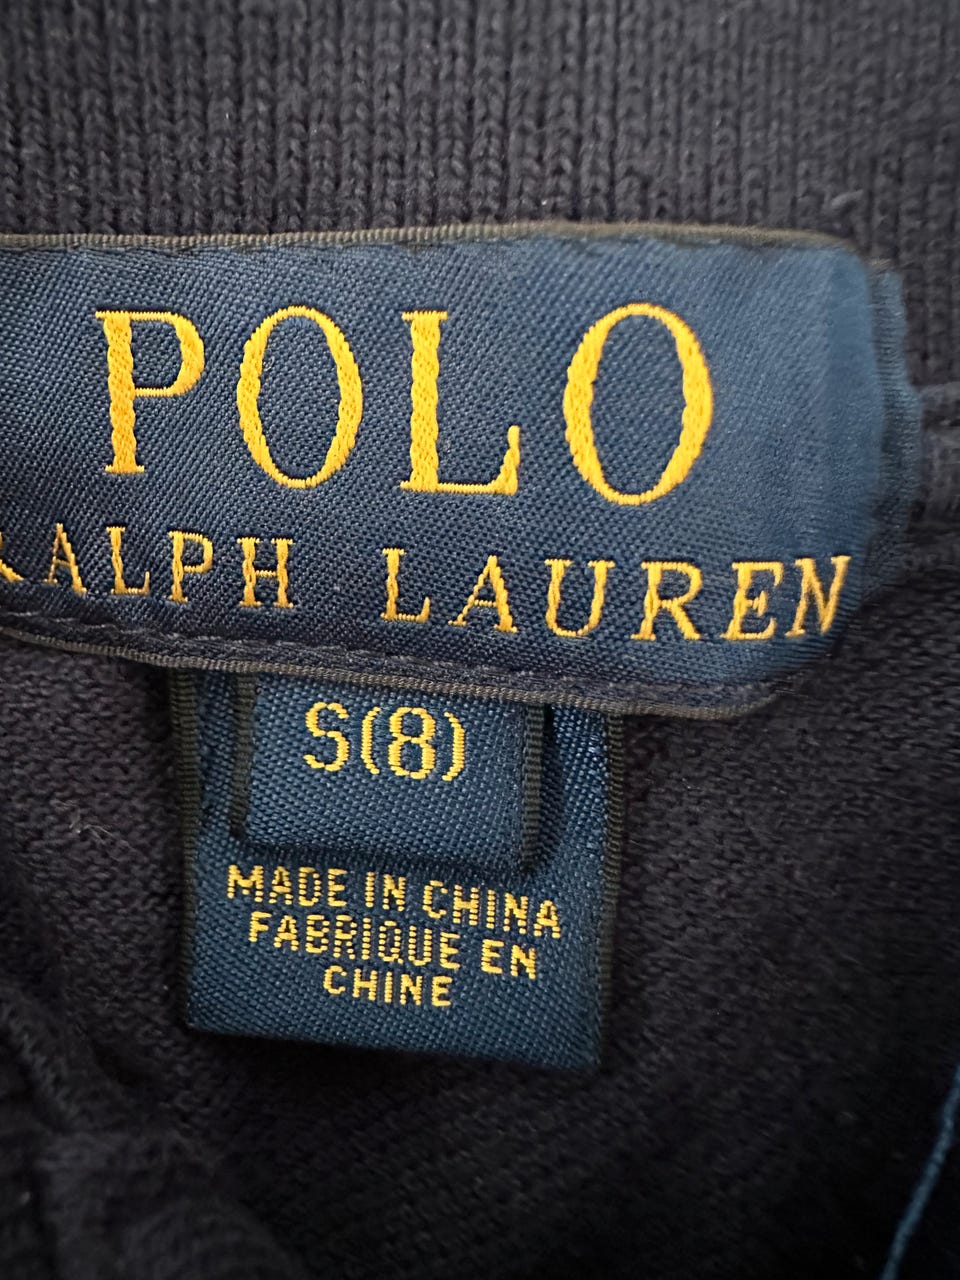 POLO
RALPH LAUREN
S(8)
MADE IN CHINA
FABRIQUE EN
CHINE